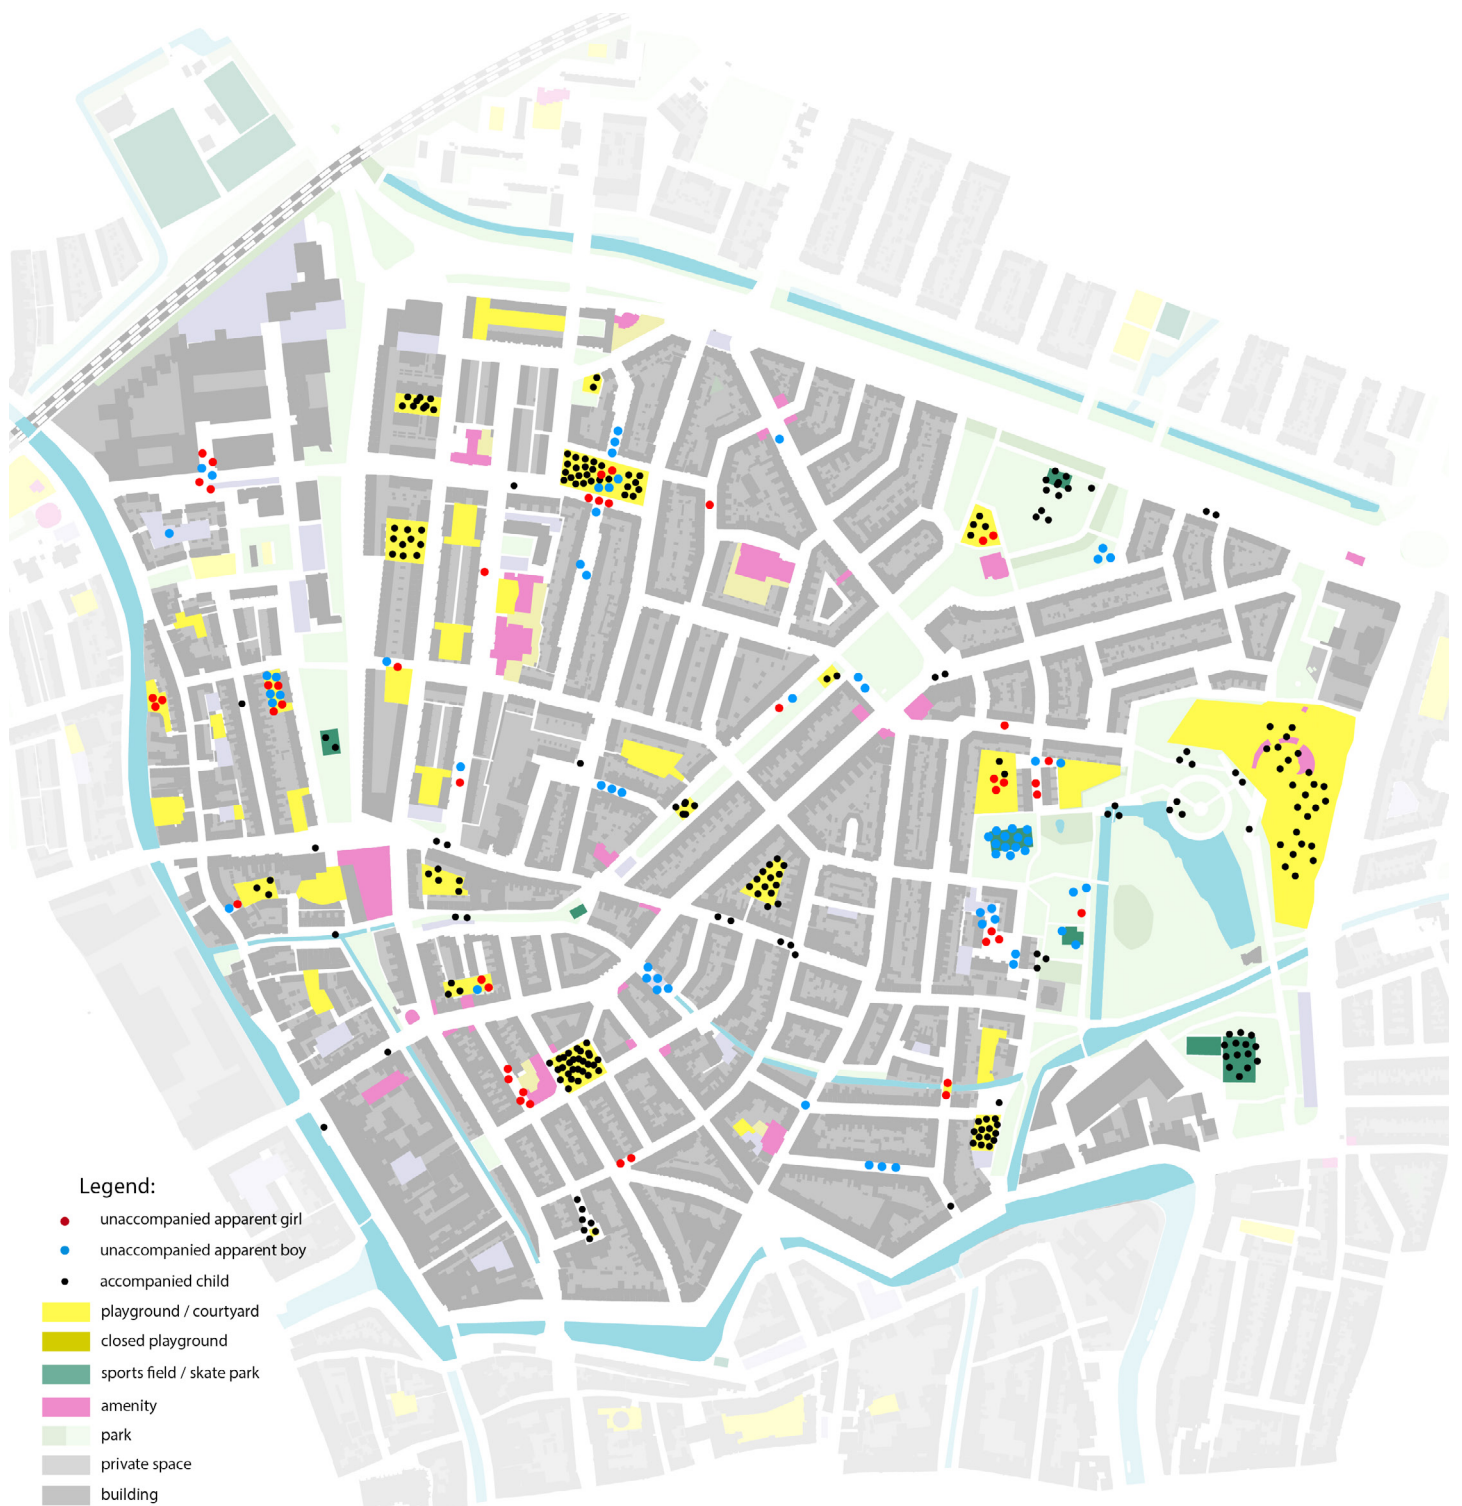 Legend:
unaccompanied apparent girl
unaccompanied apparent boy
accompanied child
playground / courtyard
closed playground
sports field / skate park
amenity
park
private space
building